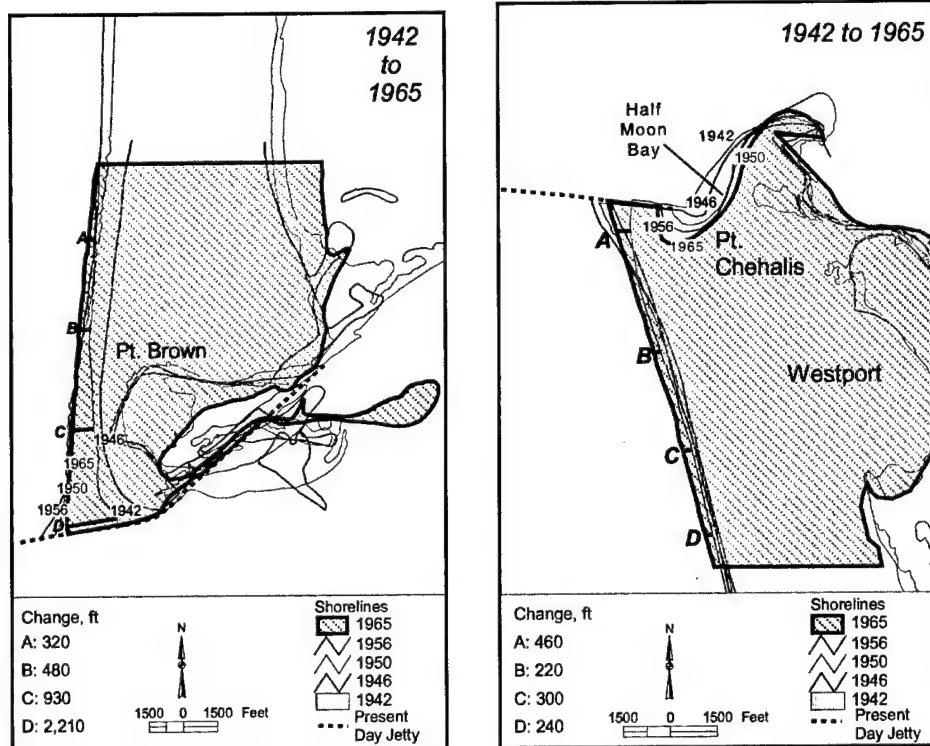 1942
to
1965
A
B
Pt. Brown
C
1946
1965
1950
1956
1942
D
Change, ft
A: 320
B: 480
C: 930
D: 2,210
N
1500 0 1500 Feet
Shorelines
1965
1956
1950
1946
1942
Present
Day Jetty
1942 to 1965
Half
Moon
Bay
1942
1950
1946
1956
1965
A
Pt.
Chehalis
B
Westport
C
D
Change, ft
A: 460
B: 220
C: 300
D: 240
N
1500 0 1500 Feet
Shorelines
1965
1956
1950
1946
1942
Present
Day Jetty